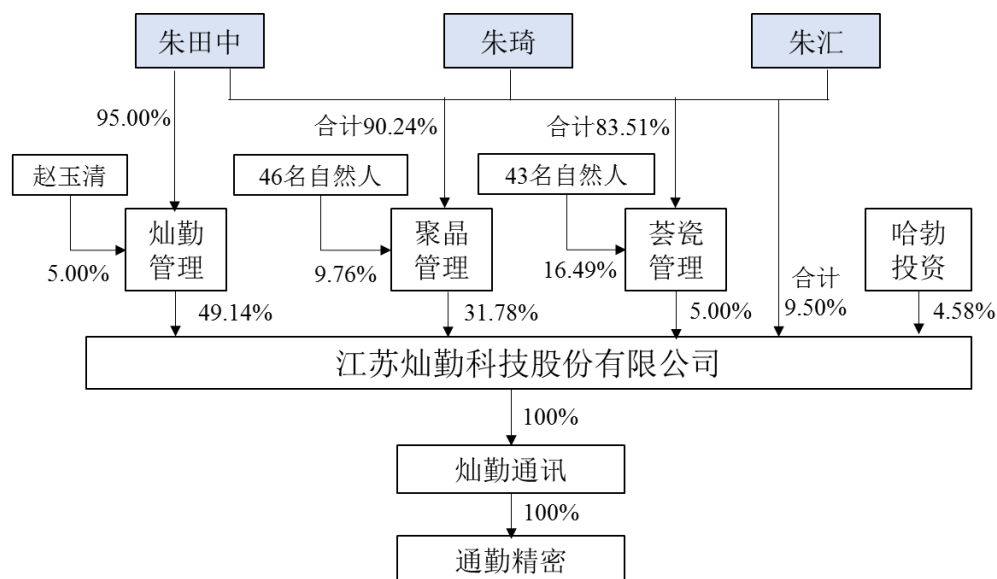 朱田中
朱琦
朱汇
95.00%
合计90.24%
合计83.51%
赵玉清
46名自然人
43名自然人
灿勤
管理
聚晶
管理
荟瓷
管理
哈勃
投资
5.00%
9.76%
16.49%
49.14%
31.78%
5.00%
合计
9.50%
4.58%
江苏灿勤科技股份有限公司
100%
灿勤通讯
100%
通勤精密